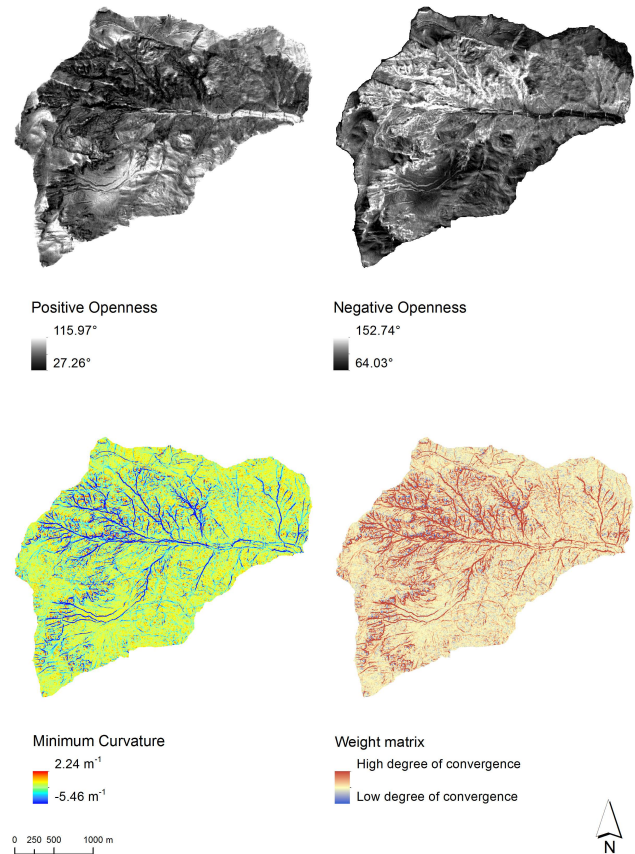 Positive Openness
115.97°
27.26°
Negative Openness
152.74°
64.03°
Minimum Curvature
2.24 m⁻¹
-5.46 m⁻¹
Weight matrix
High degree of convergence
Low degree of convergence
0 250 500 1000 m
N